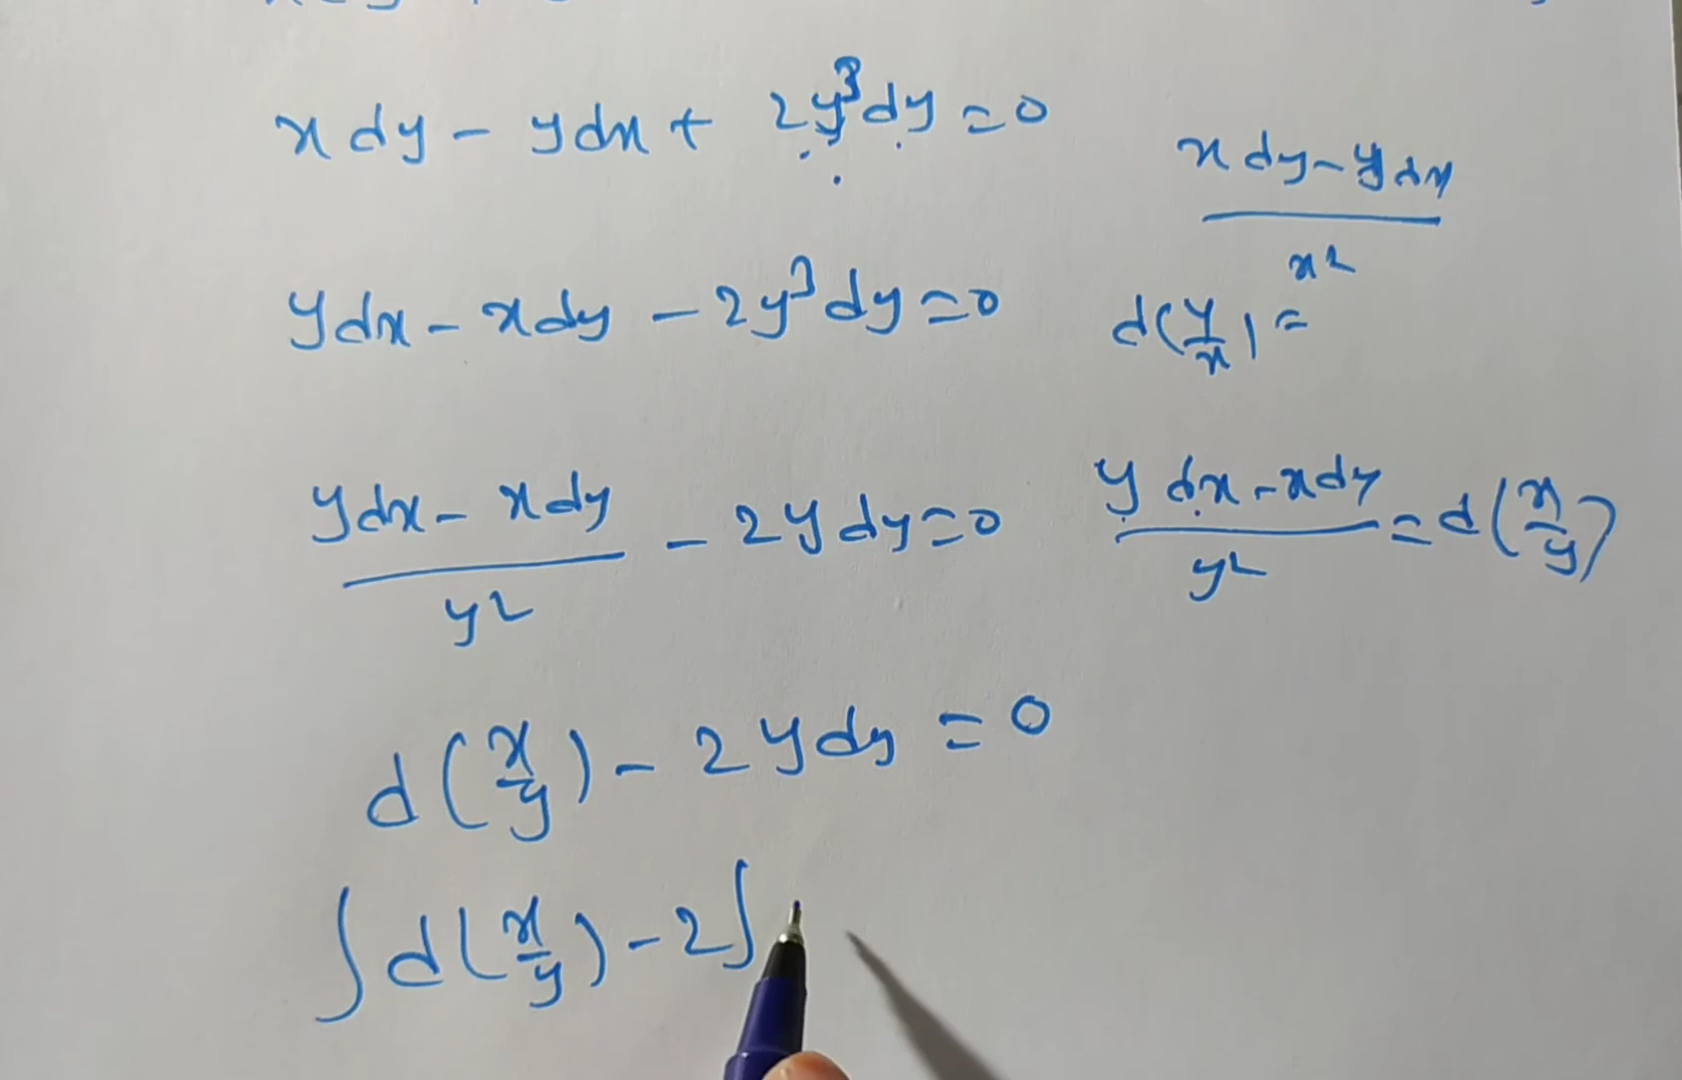 x dy - y dx + 2y³ dy = 0
x dy - y dx / x²
y dx - x dy - 2y³ dy = 0
d(y/x) =
y dx - x dy / y² - 2y dy = 0
y dx - x dy / y² = d(x/y)
d(x/y) - 2y dy = 0
∫ d(x/y) - 2∫